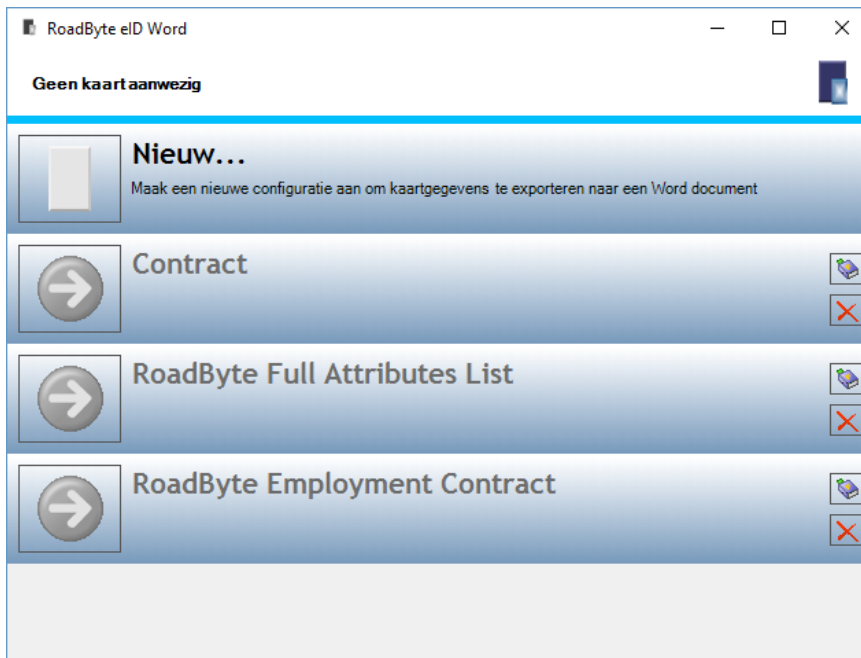 RoadByte eID Word
Geen kaart aanwezig
Nieuw...
Maak een nieuwe configuratie aan om kaartgegevens te exporteren naar een Word document
Contract
RoadByte Full Attributes List
RoadByte Employment Contract